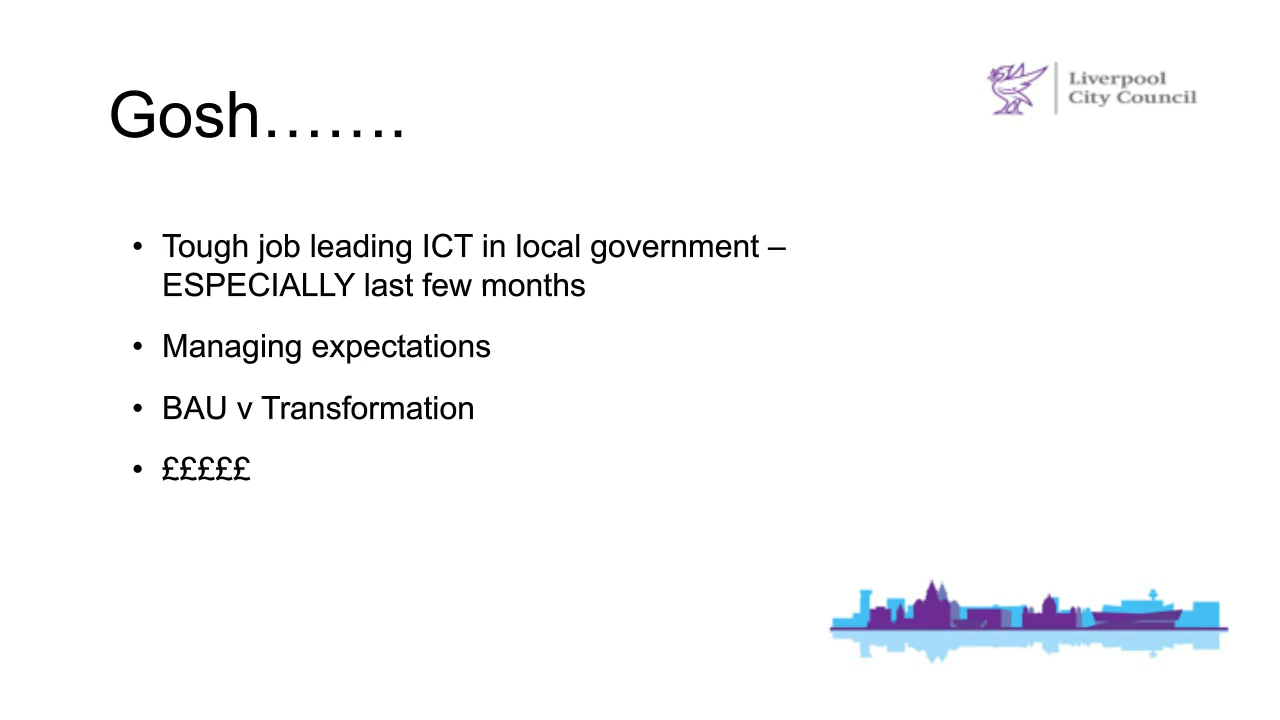 Gosh…….
Liverpool
City Council
• Tough job leading ICT in local government –
ESPECIALLY last few months
• Managing expectations
• BAU v Transformation
• £££££